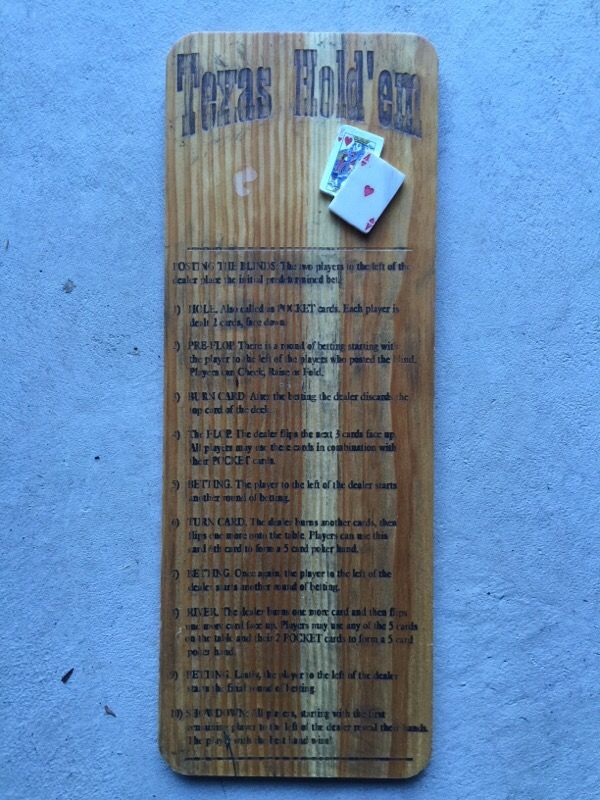 Texas Hold'em
A
A
POSTING THE BLINDS: The two players to the left of the
dealer place the initial predetermined bet.
1) HOLE. Also called as POCKET cards. Each player is
dealt 2 cards, face down.
2) PRE-FLOP. There is a round of betting starting with
the player to the left of the players who posted the blind.
Players can Check, Raise or Fold.
3) BURN CARD. After the betting the dealer discards the
top card of the deck.
4) The FLOP. The dealer flips the next 3 cards face up.
All players may use these cards in combination with
their POCKET cards.
5) BETTING. The player to the left of the dealer starts
another round of betting.
6) TURN CARD. The dealer burns another cards, then
flips one more onto the table. Players can use this
card 6th card to form a 5 card poker hand.
7) BETTING. Once again, the player to the left of the
dealer starts another round of betting.
8) RIVER. The dealer burns one more card and then flips
one more card face up. Players may use any of the 5 cards
on the table and their 2 POCKET cards to form a 5 card
poker hand.
9) BETTING. Lastly, the player to the left of the dealer
starts the final round of betting.
10) SHOWDOWN: All players, starting with the first
remaining player to the left of the dealer reveal their hands.
The player with the best hand wins!